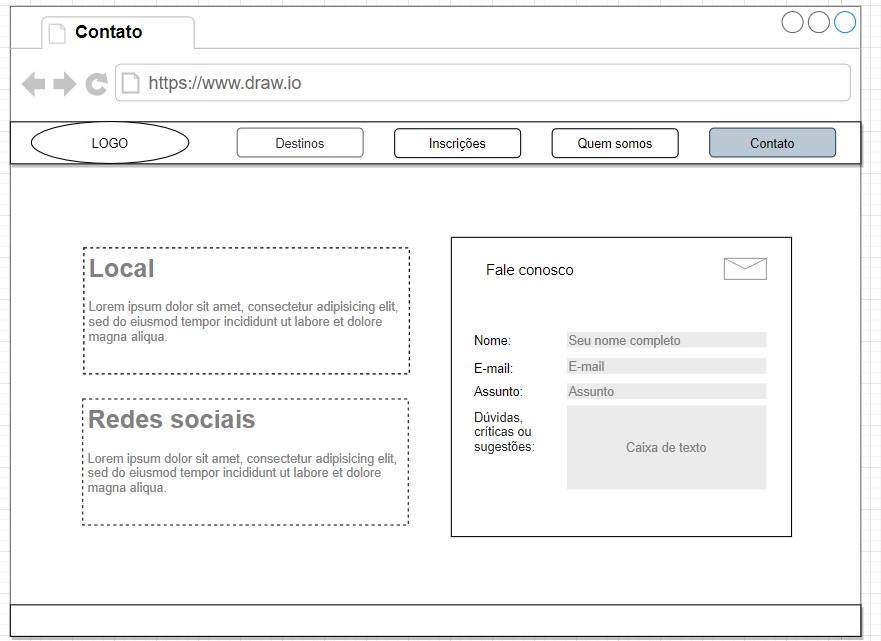 Contato
https://www.draw.io
LOGO
Destinos
Inscrições
Quem somos
Contato
Local
Lorem ipsum dolor sit amet, consectetur adipisicing elit,
sed do eiusmod tempor incididunt ut labore et dolore
magna aliqua.
Redes sociais
Lorem ipsum dolor sit amet, consectetur adipisicing elit,
sed do eiusmod tempor incididunt ut labore et dolore
magna aliqua.
Fale conosco
Nome:
Seu nome completo
E-mail:
E-mail
Assunto:
Assunto
Dúvidas,
críticas ou
sugestões:
Caixa de texto